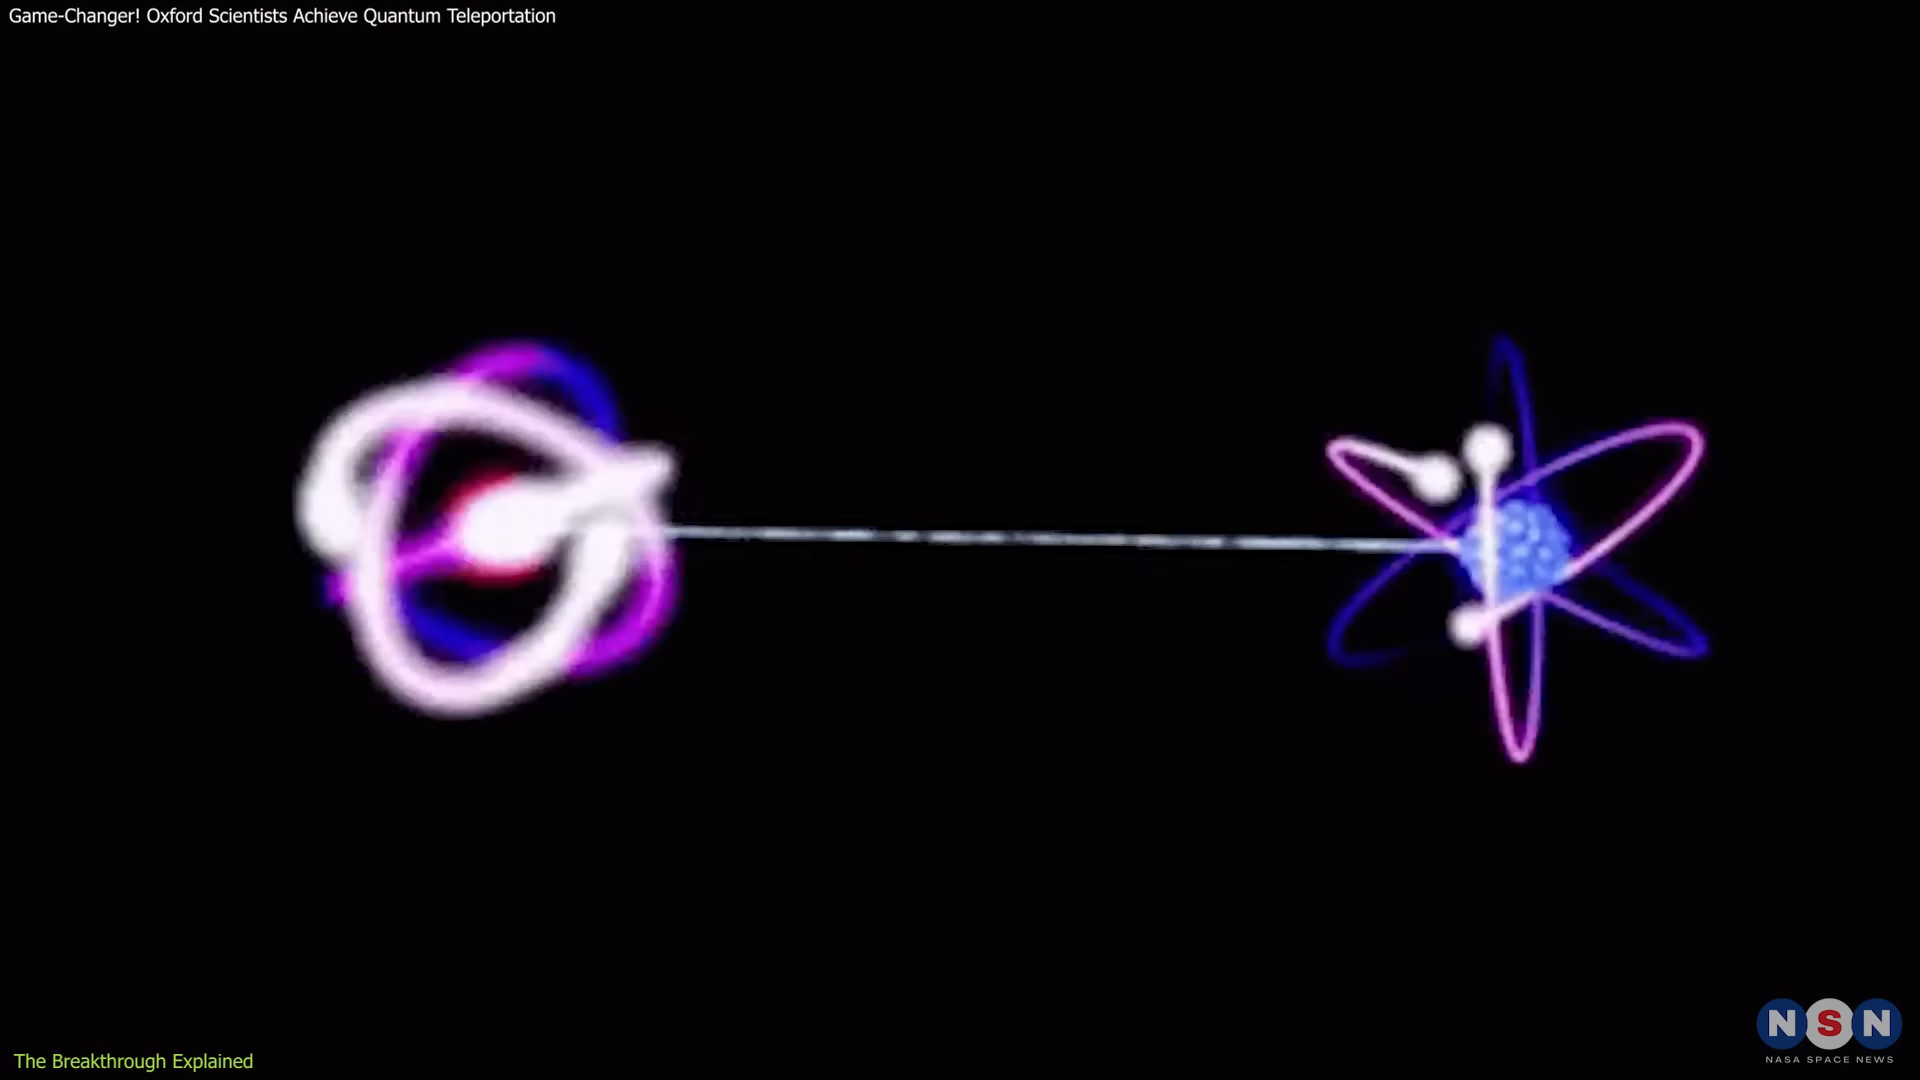 Game-Changer! Oxford Scientists Achieve Quantum Teleportation
The Breakthrough Explained
NSN
NASA SPACE NEWS